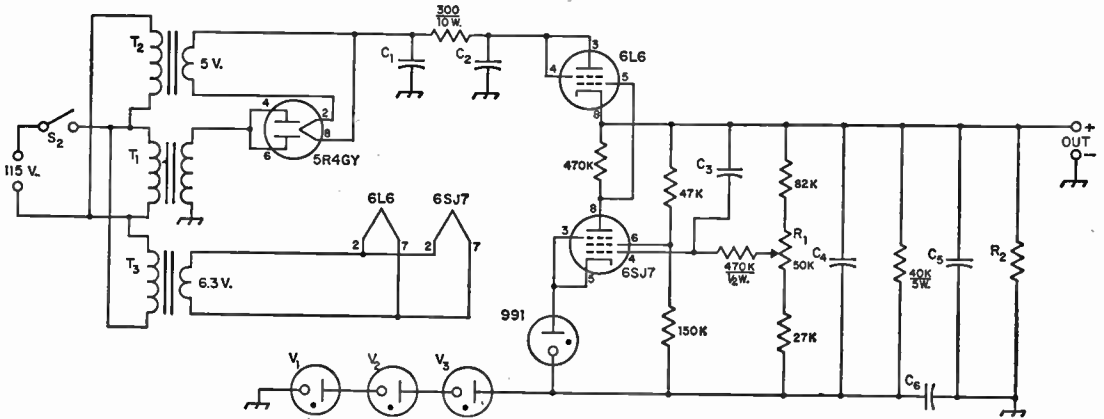 T2
5 V.
4
2
8
6
5R4GY
S2
115 V.
T1
T3
6.3 V.
6L6
6SJ7
2
7
2
7
300
10 W.
C1
C2
3
6L6
4
5
8
470K
47K
C3
82K
8
3
6
4
5
6SJ7
470K
½W.
R1
50K
C4
40K
5W.
C5
R2
+
OUT
-
991
150K
27K
V1
V2
V3
C6